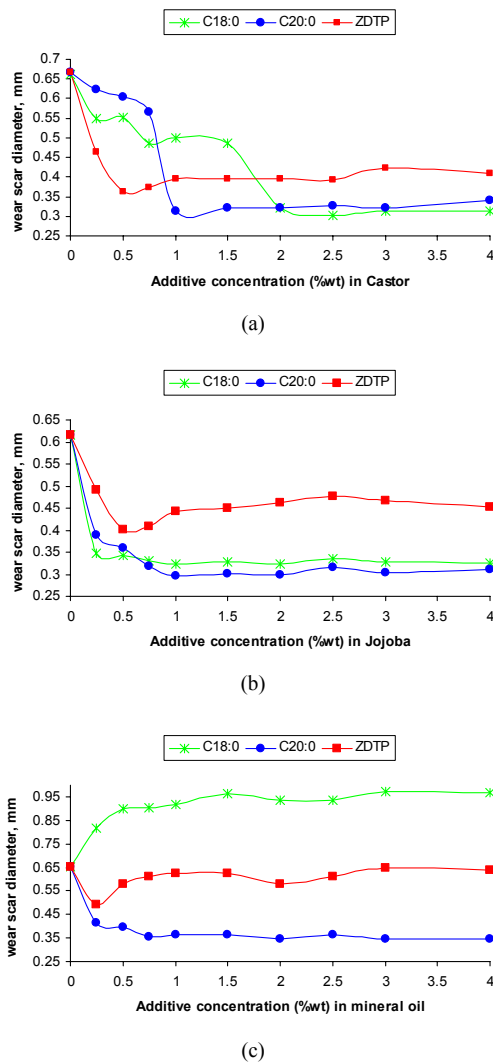 C18:0 C20:0 ZDTP
wear scar diameter, mm
0.7
0.65
0.6
0.55
0.5
0.45
0.4
0.35
0.3
0.25
0 0.5 1 1.5 2 2.5 3 3.5 4
Additive concentration (%wt) in Castor
(a)
C18:0 C20:0 ZDTP
wear scar diameter, mm
0.65
0.6
0.55
0.5
0.45
0.4
0.35
0.3
0.25
0 0.5 1 1.5 2 2.5 3 3.5 4
Additive concentration (%wt) in Jojoba
(b)
C18:0 C20:0 ZDTP
wear scar diameter, mm
0.95
0.85
0.75
0.65
0.55
0.45
0.35
0.25
0 0.5 1 1.5 2 2.5 3 3.5 4
Additive concentration (%wt) in mineral oil
(c)